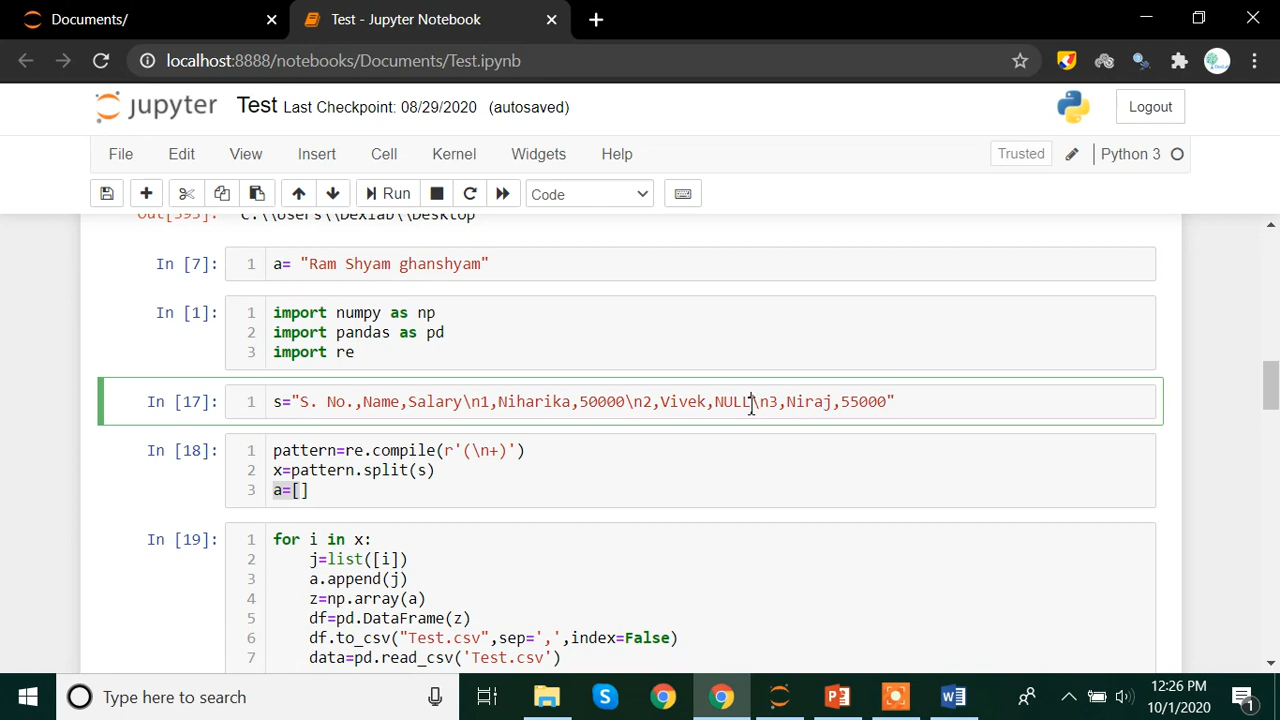 Documents/
Test - Jupyter Notebook
localhost:8888/notebooks/Documents/Test.ipynb
jupyter Test Last Checkpoint: 08/29/2020 (autosaved)
Logout
File Edit View Insert Cell Kernel Widgets Help
Trusted
Python 3
Run
Code
Out[395]: C:\\Users\\Dexlab\\Desktop
In [7]: 1 a= "Ram Shyam ghanshyam"
In [1]: 1 import numpy as np
2 import pandas as pd
3 import re
In [17]: 1 s="S. No.,Name,Salary\n1,Niharika,50000\n2,Vivek,NULL\n3,Niraj,55000"
In [18]: 1 pattern=re.compile(r'(\n+)')
2 x=pattern.split(s)
3 a=[]
In [19]: 1 for i in x:
2 j=list([i])
3 a.append(j)
4 z=np.array(a)
5 df=pd.DataFrame(z)
6 df.to_csv("Test.csv",sep=',',index=False)
7 data=pd.read_csv('Test.csv')
Type here to search
12:26 PM
10/1/2020
1